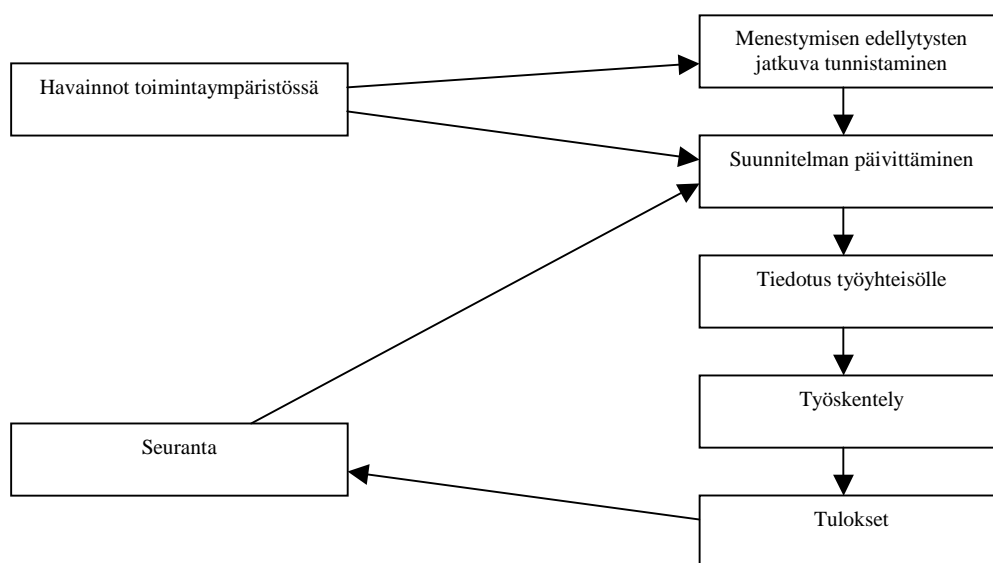 Menestymisen edellytysten
jatkuva tunnistaminen
Havainnot toimintaympäristössä
Suunnitelman päivittäminen
Tiedotus työyhteisölle
Työskentely
Seuranta
Tulokset